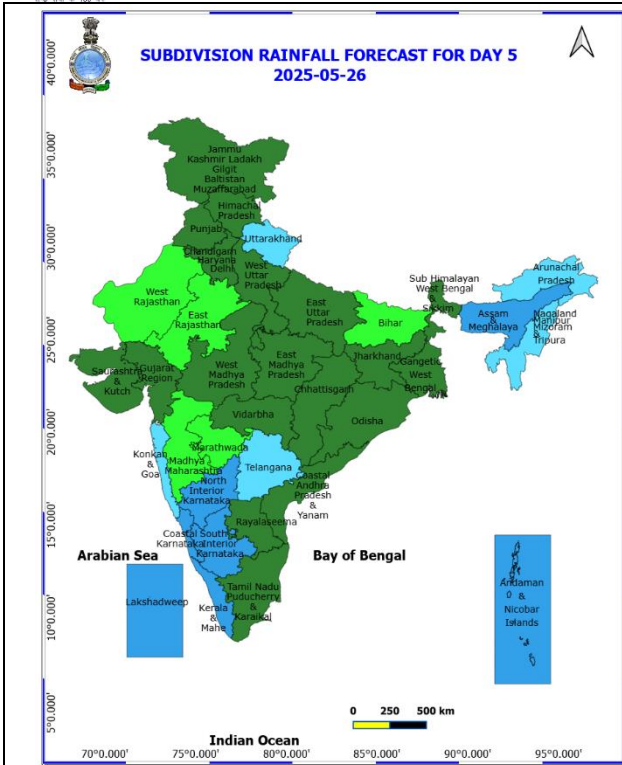 SUBDIVISION RAINFALL FORECAST FOR DAY 5
2025-05-26
40°0.000'
35°0.000'
30°0.000'
25°0.000'
20°0.000'
15°0.000'
10°0.000'
5°0.000'
Jammu
Kashmir Ladakh
Gilgit
Baltistan
Muzaffarabad
Himachal
Pradesh
Punjab
Uttarakhand
Chandigarh
Haryana
Delhi
West
Uttar
Pradesh
Arunachal
Pradesh
Sub Himalayan
West Bengal
&
Sikkim
West
Rajasthan
East
Rajasthan
East
Uttar
Pradesh
Bihar
Assam
&
Meghalaya
Nagaland
Manipur
Mizoram
&
Tripura
Saurashtra
&
Kutch
Gujarat
Region
West
Madhya
Pradesh
East
Madhya
Pradesh
Jharkhand
Gangetic
West
Bengal
Chhattisgarh
Vidarbha
Odisha
Konkan
&
Goa
Madhya
Maharashtra
Marathwada
Telangana
Coastal
Andhra
Pradesh
&
Yanam
North
Interior
Karnataka
Rayalaseema
Coastal
Karnataka
South
Interior
Karnataka
Arabian Sea
Bay of Bengal
Tamil Nadu
Puducherry
&
Karaikal
Kerala
&
Mahe
Lakshadweep
Andaman
&
Nicobar
Islands
0 250 500 km
Indian Ocean
70°0.000' 75°0.000' 80°0.000' 85°0.000' 90°0.000' 95°0.000'